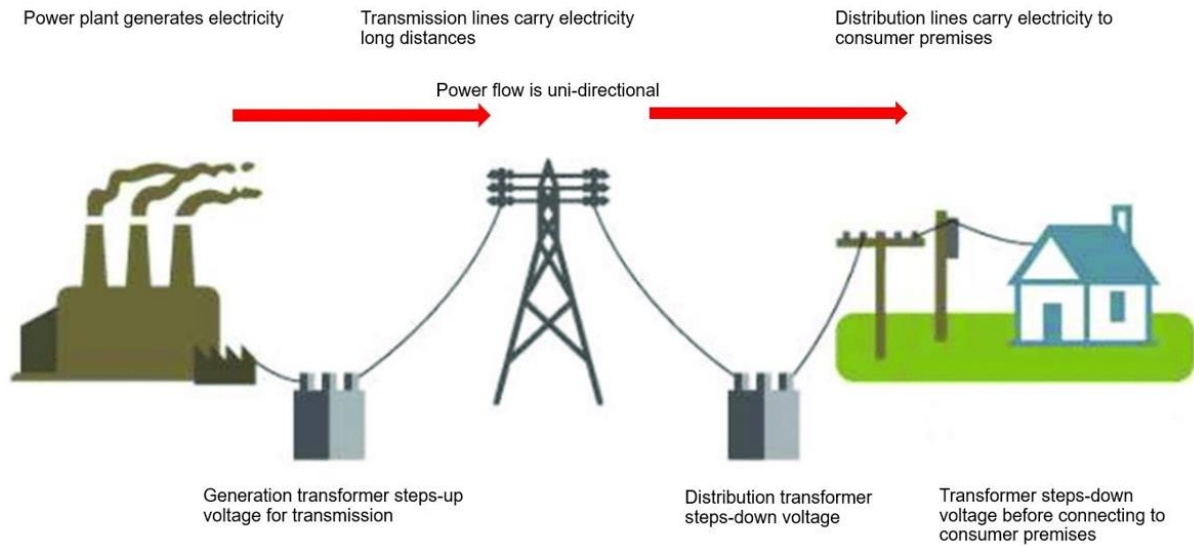 Power plant generates electricity
Transmission lines carry electricity
long distances
Distribution lines carry electricity to
consumer premises
Power flow is uni-directional
Generation transformer steps-up
voltage for transmission
Distribution transformer
steps-down voltage
Transformer steps-down
voltage before connecting to
consumer premises